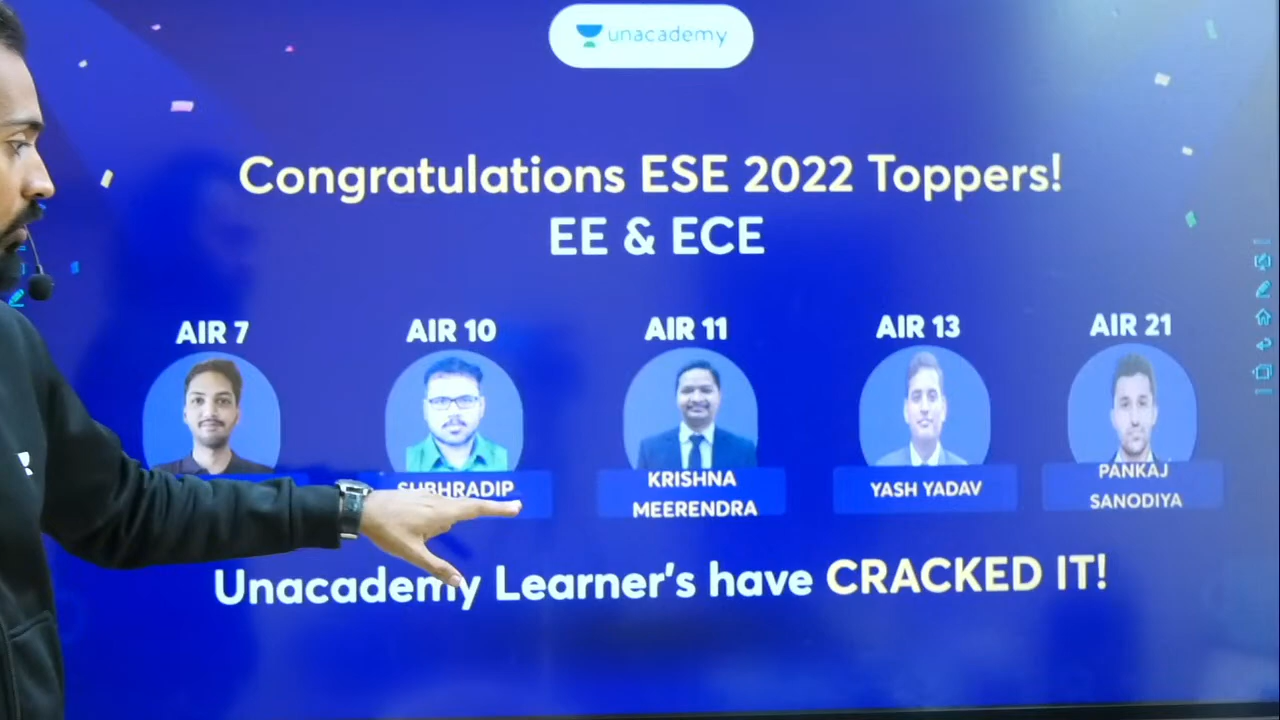 unacademy
Congratulations ESE 2022 Toppers!
EE & ECE
AIR 7
AIR 10
AIR 11
AIR 13
AIR 21
SUBHRADIP
KRISHNA
MEERENDRA
YASH YADAV
PANKAJ
SANODIYA
Unacademy Learner's have CRACKED IT!